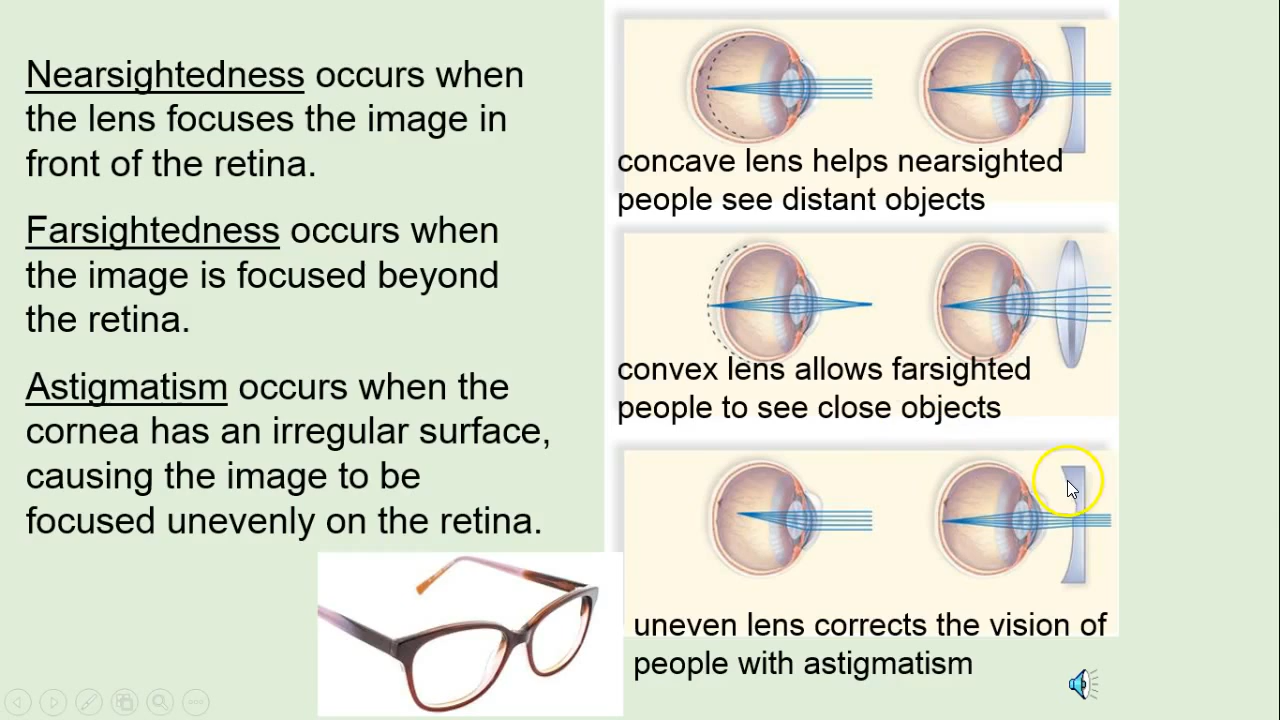 Nearsightedness occurs when
the lens focuses the image in
front of the retina.
Farsightedness occurs when
the image is focused beyond
the retina.
Astigmatism occurs when the
cornea has an irregular surface,
causing the image to be
focused unevenly on the retina.
concave lens helps nearsighted
people see distant objects
convex lens allows farsighted
people to see close objects
uneven lens corrects the vision of
people with astigmatism